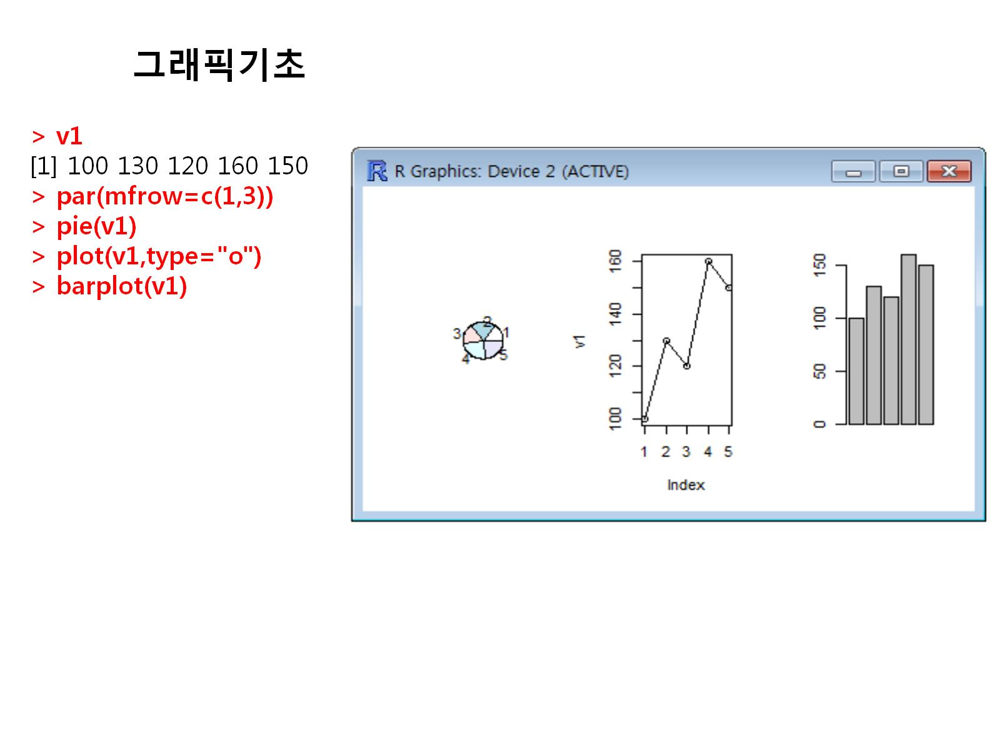 그래픽기초
> v1
[1] 100 130 120 160 150
> par(mfrow=c(1,3))
> pie(v1)
> plot(v1,type="o")
> barplot(v1)
R Graphics: Device 2 (ACTIVE)
1
2
3
4
5
v1
160
140
120
100
1 2 3 4 5
Index
150
100
50
0